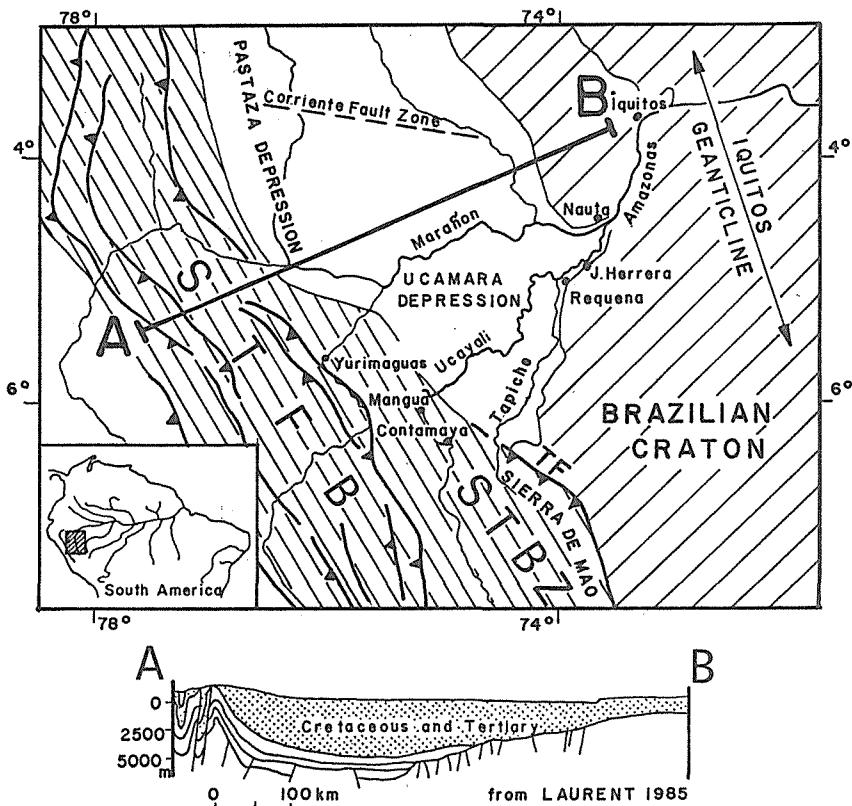 78°
74°
PASTAZA DEPRESSION
Corriente Fault Zone
B
Iquitos
4°
4°
IQUITOS
GEANTICLINE
Nauta
Amazonas
Marañon
S T F B
UCAMARA
DEPRESSION
J. Herrera
Requena
A
Yurimaguas
Ucayali
6°
6°
Mangua
Tapiche
Contamaya
BRAZILIAN
CRATON
TF
SIERRA DE MAO
STBZ
South America
78°
74°
A
B
0
2500
5000
m
Cretaceous and Tertiary
0 100km
from LAURENT 1985